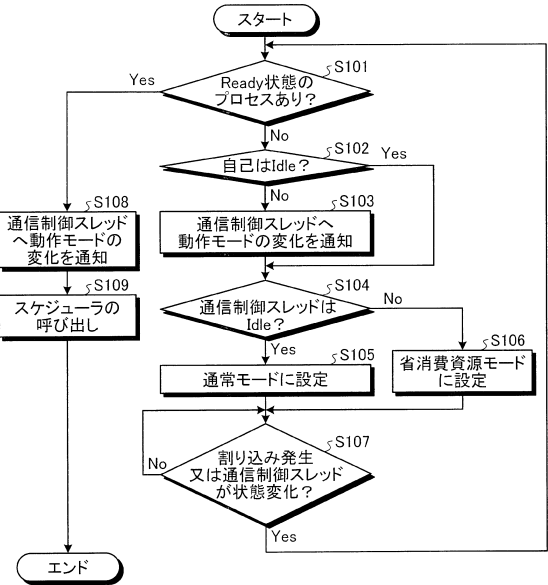 スタート
S101
Ready状態の
プロセスあり？
Yes
No
S102
自己はIdle？
Yes
No
S103
通信制御スレッドへ
動作モードの変化を通知
S108
通信制御スレッド
へ動作モードの
変化を通知
S109
スケジューラの
呼び出し
S104
通信制御スレッドは
Idle？
No
Yes
S105
通常モードに設定
S106
省消費資源モード
に設定
S107
割り込み発生
又は通信制御スレッド
が状態変化？
No
Yes
エンド